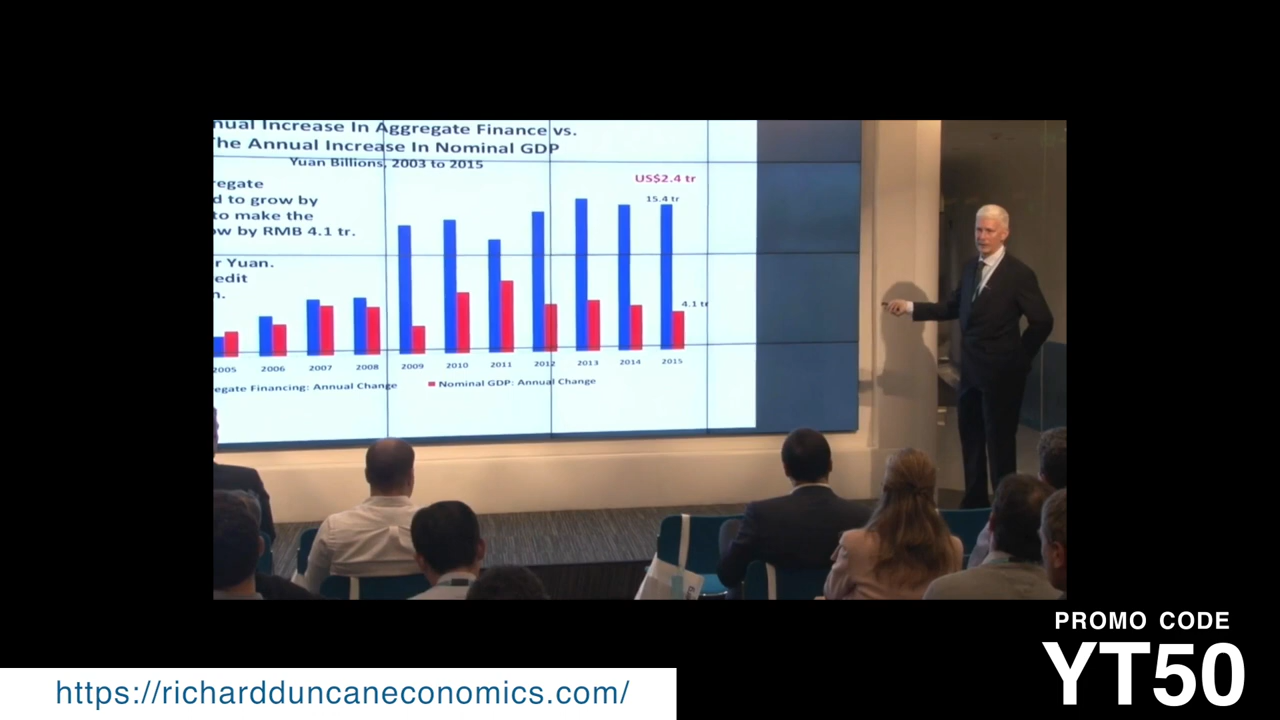 nual Increase In Aggregate Finance vs.
The Annual Increase In Nominal GDP
Yuan Billions, 2003 to 2015
regate
d to grow by
to make the
ow by RMB 4.1 tr.
r Yuan.
edit
n.
US$2.4 tr
15.4 tr
4.1 tr
2005 2006 2007 2008 2009 2010 2011 2012 2013 2014 2015
egate Financing: Annual Change
Nominal GDP: Annual Change
PROMO CODE
YT50
https://richardduncaneconomics.com/